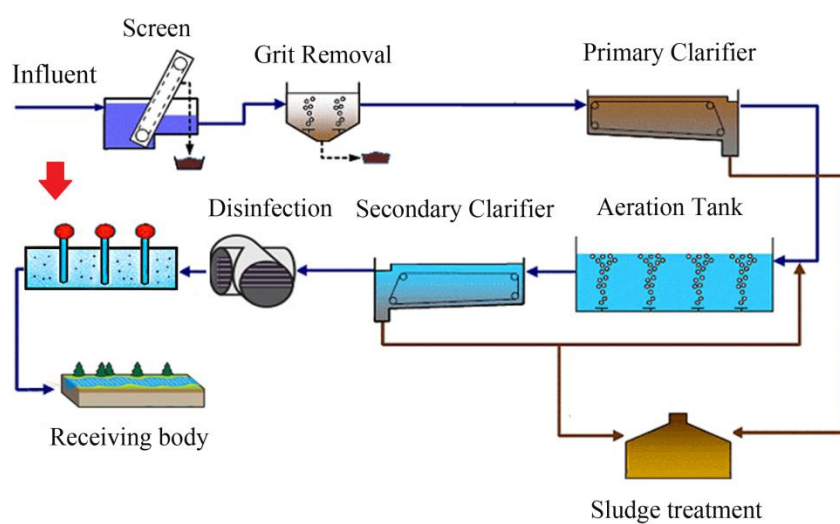 Screen
Influent
Grit Removal
Primary Clarifier
Disinfection
Secondary Clarifier
Aeration Tank
Receiving body
Sludge treatment